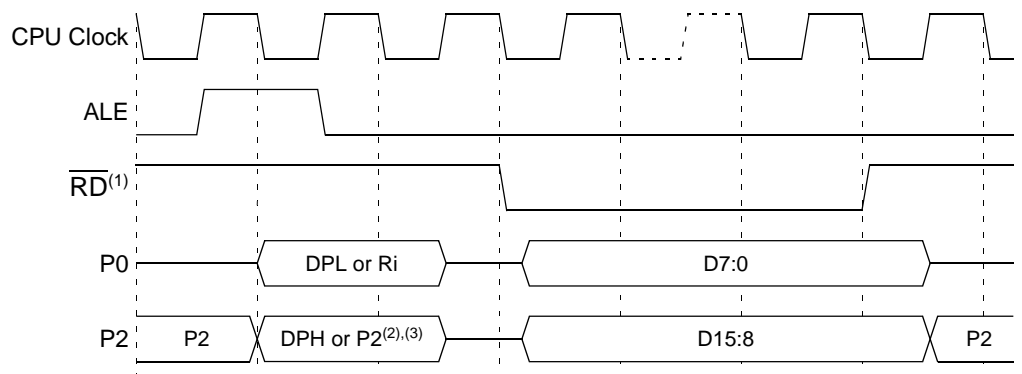 CPU Clock
ALE
RD(1)
P0 DPL or Ri D7:0
P2 P2 DPH or P2(2),(3) D15:8 P2